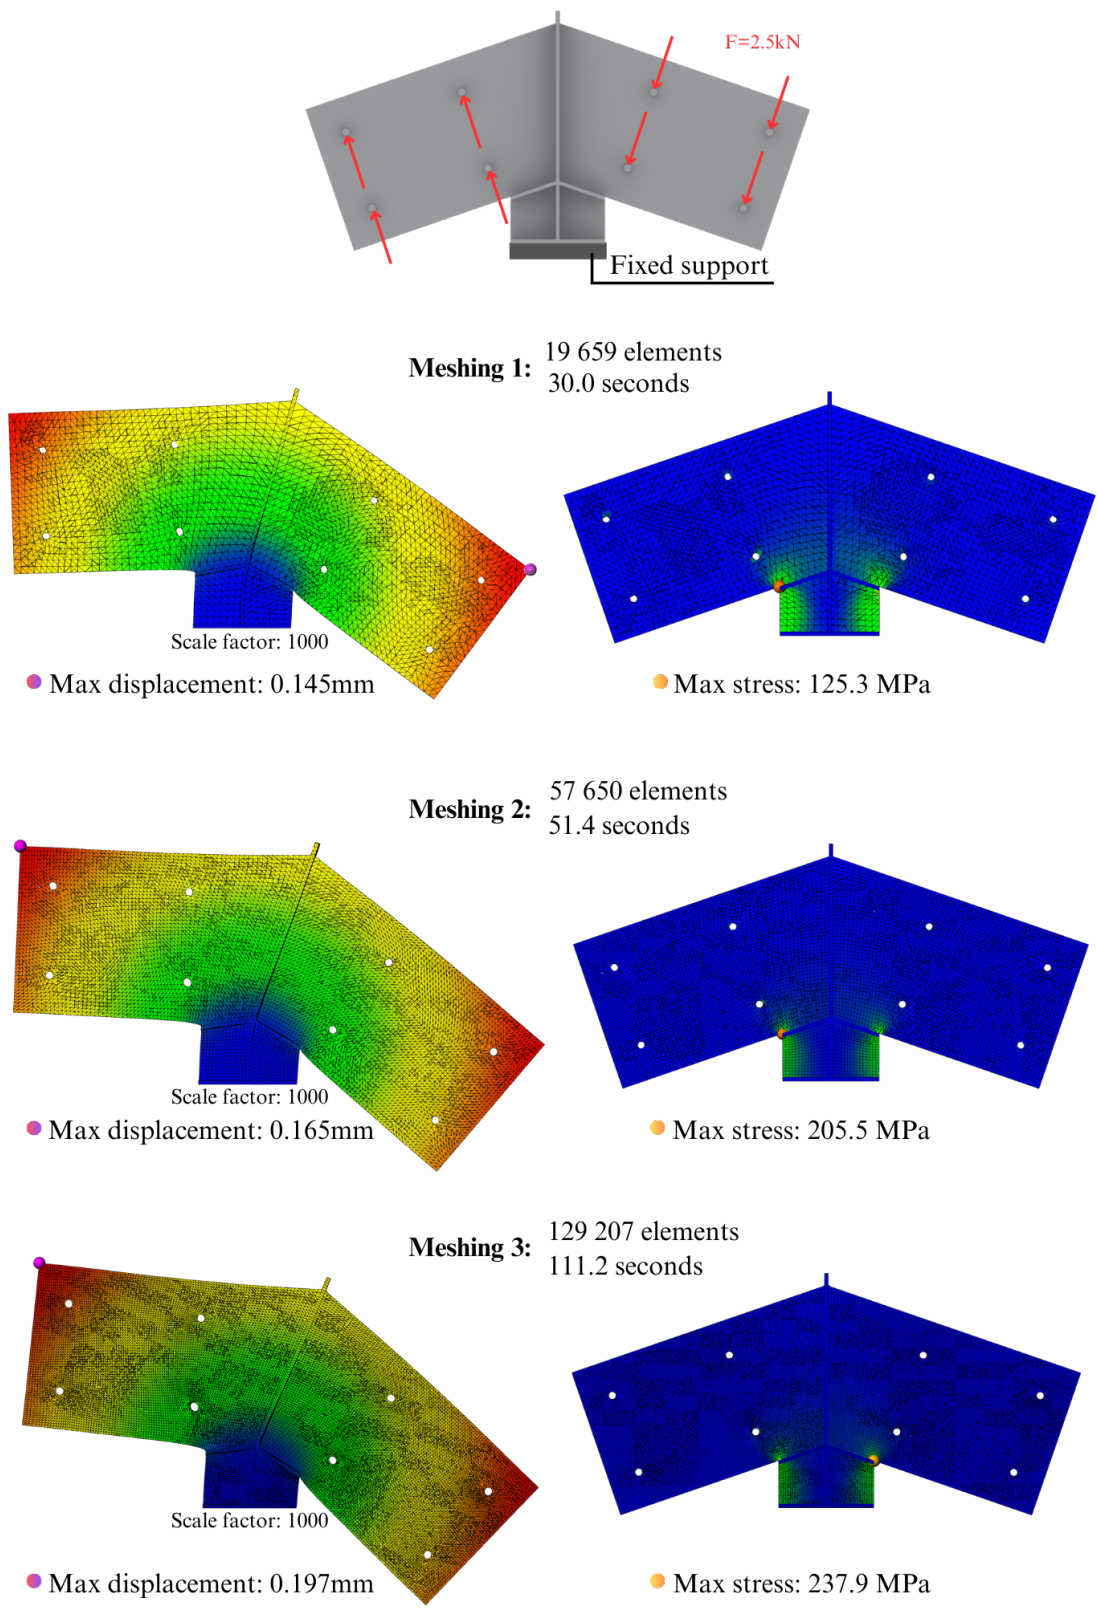 F=2.5kN
Fixed support
Meshing 1:
19 659 elements
30.0 seconds
Scale factor: 1000
Max displacement: 0.145mm
Max stress: 125.3 MPa
Meshing 2:
57 650 elements
51.4 seconds
Scale factor: 1000
Max displacement: 0.165mm
Max stress: 205.5 MPa
Meshing 3:
129 207 elements
111.2 seconds
Scale factor: 1000
Max displacement: 0.197mm
Max stress: 237.9 MPa